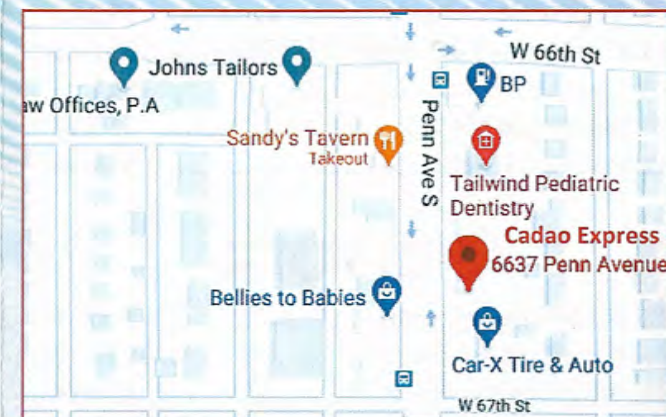 W 66th St
Johns Tailors
BP
aw Offices, P.A
Penn Ave S
Sandy's Tavern
Takeout
Tailwind Pediatric
Dentistry
Cadao Express
6637 Penn Avenue
Bellies to Babies
Car-X Tire & Auto
W 67th St